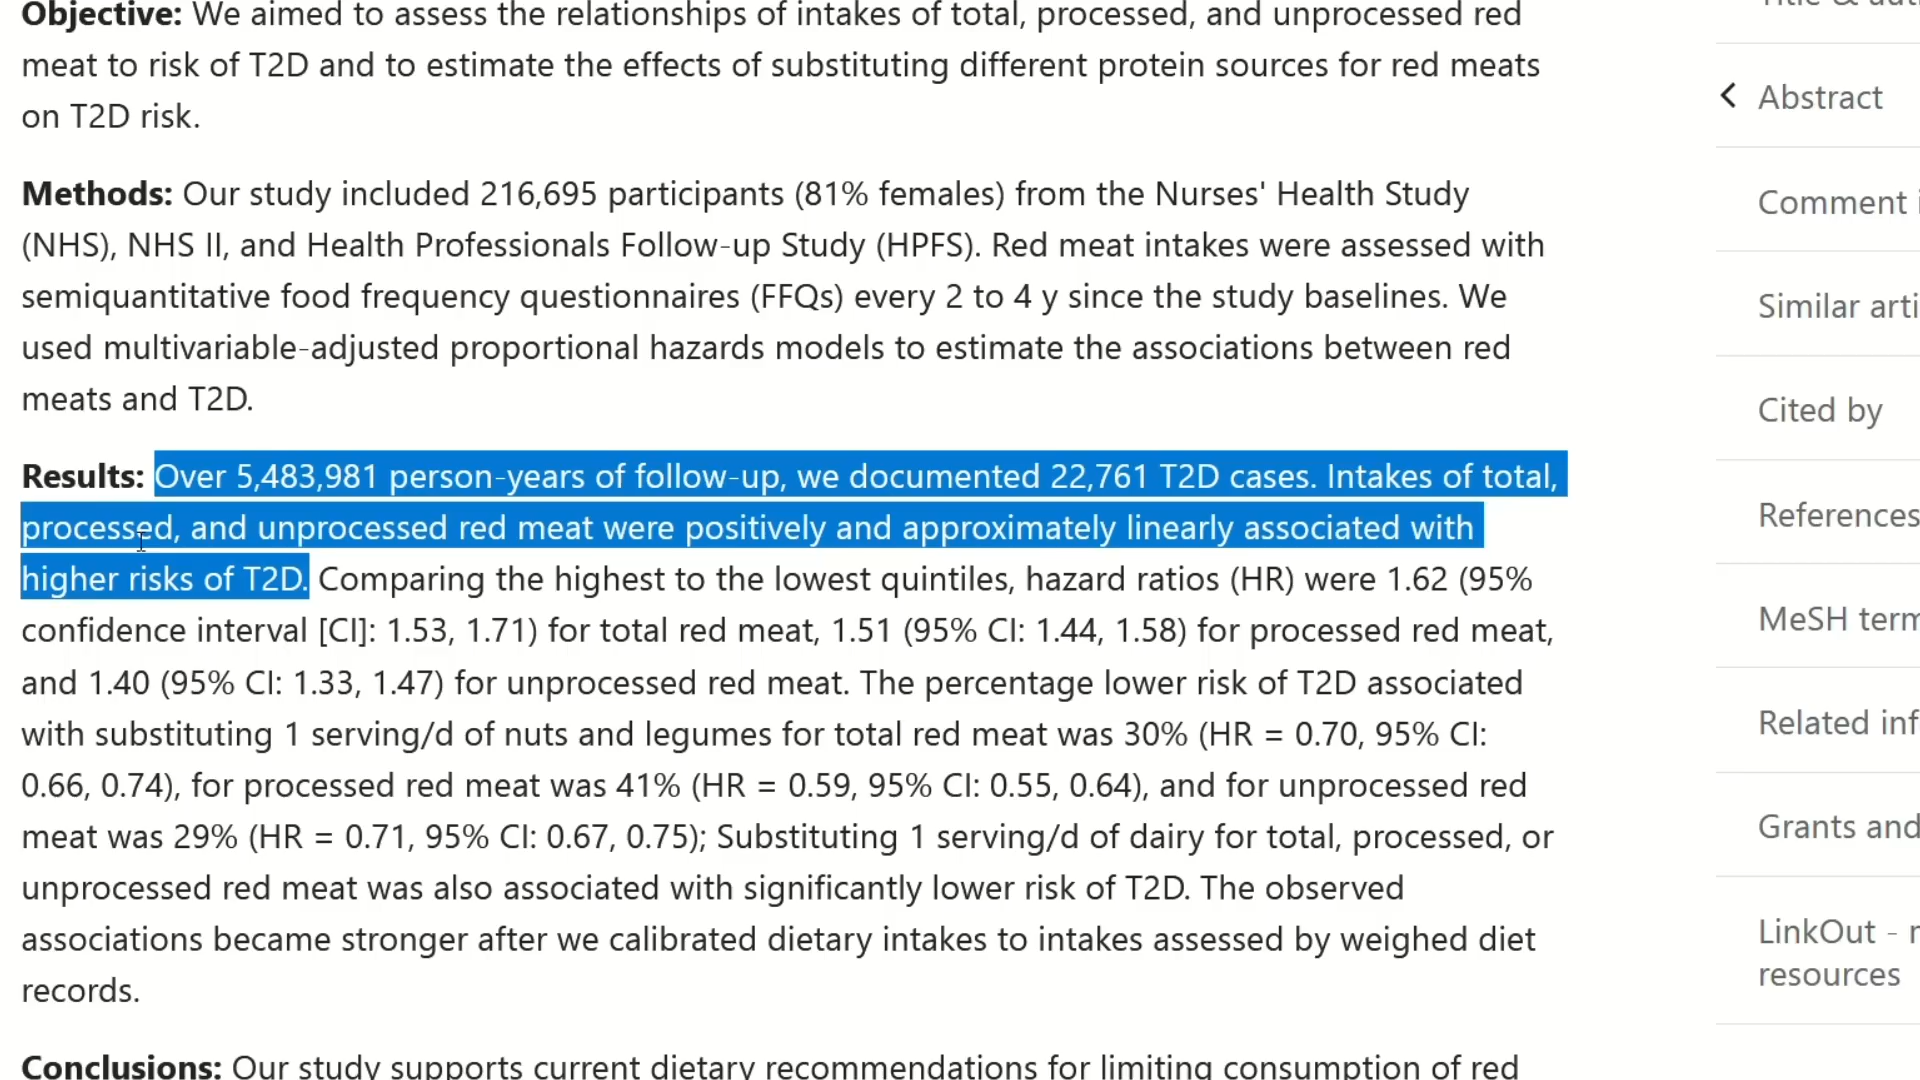 Objective: We aimed to assess the relationships of intakes of total, processed, and unprocessed red
meat to risk of T2D and to estimate the effects of substituting different protein sources for red meats
on T2D risk.
Methods: Our study included 216,695 participants (81% females) from the Nurses' Health Study
(NHS), NHS II, and Health Professionals Follow-up Study (HPFS). Red meat intakes were assessed with
semiquantitative food frequency questionnaires (FFQs) every 2 to 4 y since the study baselines. We
used multivariable-adjusted proportional hazards models to estimate the associations between red
meats and T2D.
Results: Over 5,483,981 person-years of follow-up, we documented 22,761 T2D cases. Intakes of total,
processed, and unprocessed red meat were positively and approximately linearly associated with
higher risks of T2D. Comparing the highest to the lowest quintiles, hazard ratios (HR) were 1.62 (95%
confidence interval [CI]: 1.53, 1.71) for total red meat, 1.51 (95% CI: 1.44, 1.58) for processed red meat,
and 1.40 (95% CI: 1.33, 1.47) for unprocessed red meat. The percentage lower risk of T2D associated
with substituting 1 serving/d of nuts and legumes for total red meat was 30% (HR = 0.70, 95% CI:
0.66, 0.74), for processed red meat was 41% (HR = 0.59, 95% CI: 0.55, 0.64), and for unprocessed red
meat was 29% (HR = 0.71, 95% CI: 0.67, 0.75); Substituting 1 serving/d of dairy for total, processed, or
unprocessed red meat was also associated with significantly lower risk of T2D. The observed
associations became stronger after we calibrated dietary intakes to intakes assessed by weighed diet
records.
Conclusions: Our study supports current dietary recommendations for limiting consumption of red
Title &
Abstract
Comment
Similar
Cited by
References
MeSH
Related
Grants and
LinkOut -
resources